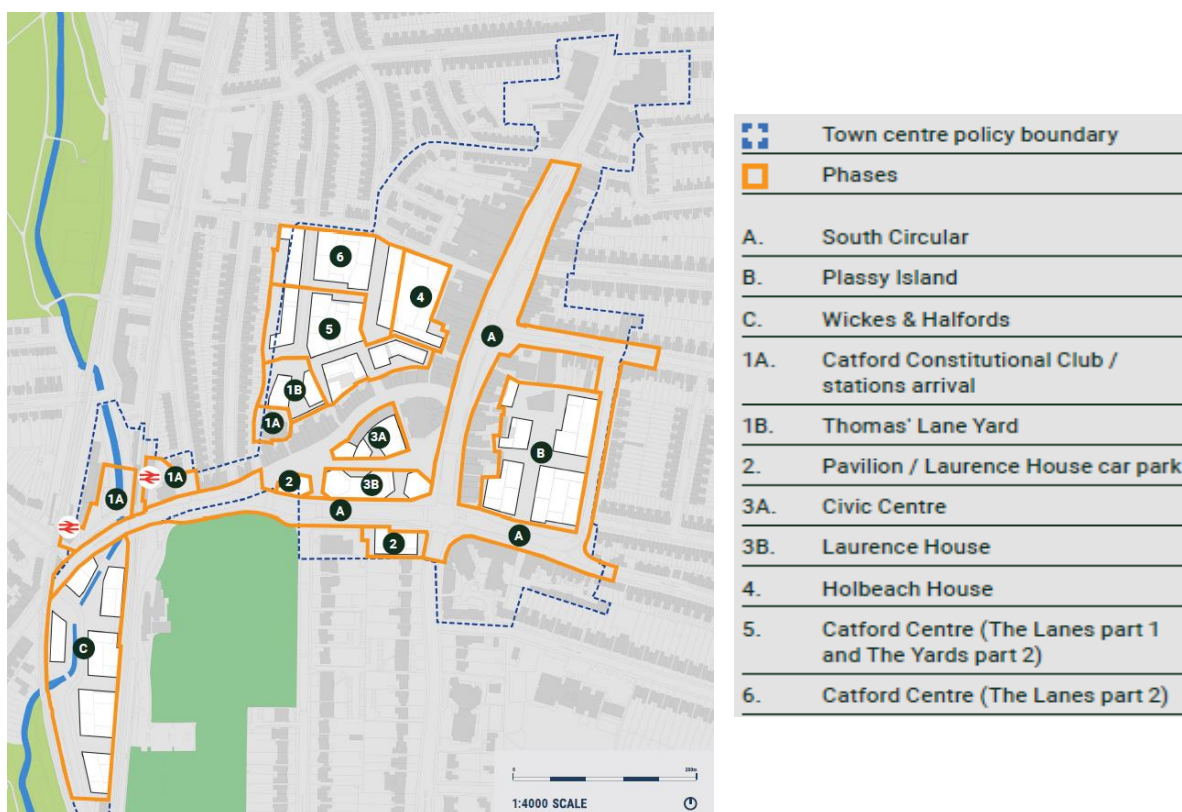 6
4
5
A
1B
1A
3A
B
1A
1A
2
3B
A
A
2
C
0
200m
1:4000 SCALE
Town centre policy boundary
Phases
A. South Circular
B. Plassy Island
C. Wickes & Halfords
1A. Catford Constitutional Club /
stations arrival
1B. Thomas' Lane Yard
2. Pavilion / Laurence House car park
3A. Civic Centre
3B. Laurence House
4. Holbeach House
5. Catford Centre (The Lanes part 1
and The Yards part 2)
6. Catford Centre (The Lanes part 2)